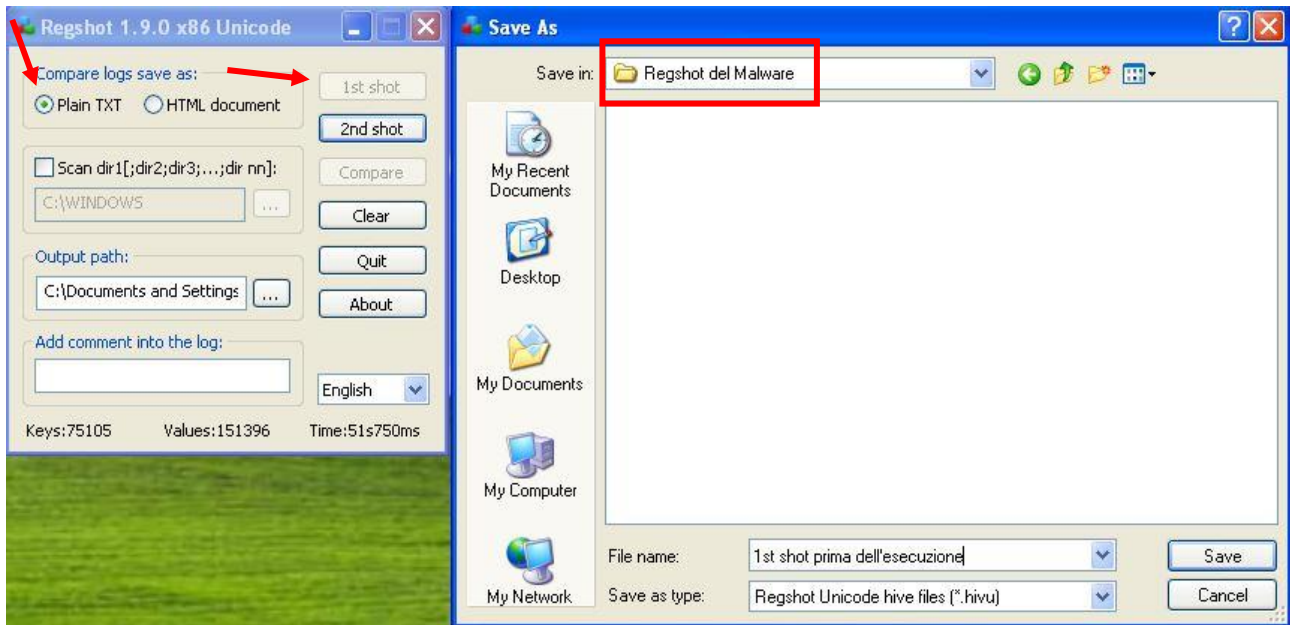 Regshot 1.9.0 x86 Unicode
Compare logs save as:
Plain TXT
HTML document
1st shot
2nd shot
Scan dir1[;dir2;dir3;...;dir nn]:
Compare
C:\WINDOWS
...
Clear
Output path:
Quit
C:\Documents and Settings
...
About
Add comment into the log:
English
Keys:75105
Values:151396
Time:51s750ms
Save As
Save in:
Regshot del Malware
My Recent
Documents
Desktop
My Documents
My Computer
My Network
File name:
1st shot prima dell'esecuzione
Save
Save as type:
Regshot Unicode hive files (*.hivu)
Cancel